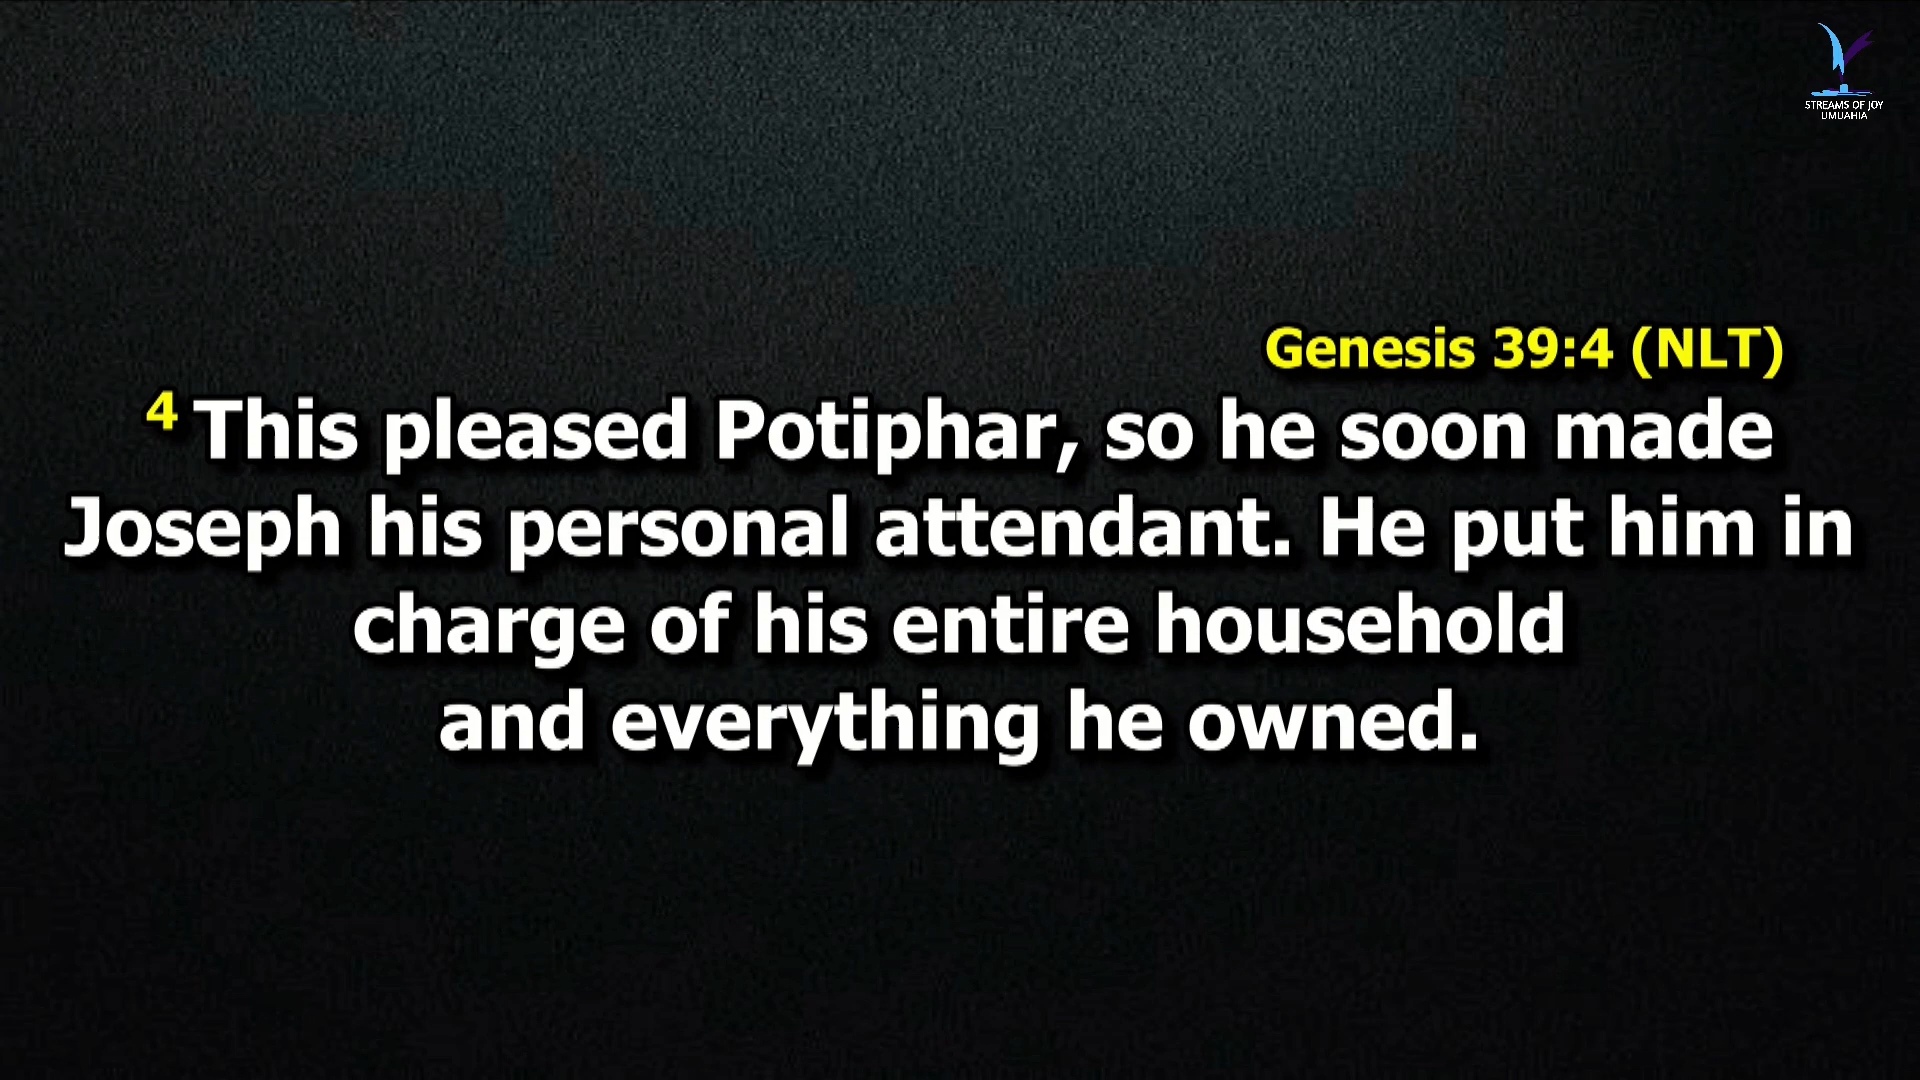 STREAMS OF JOY
UMUAHIA
Genesis 39:4 (NLT)
4 This pleased Potiphar, so he soon made
Joseph his personal attendant. He put him in
charge of his entire household
and everything he owned.